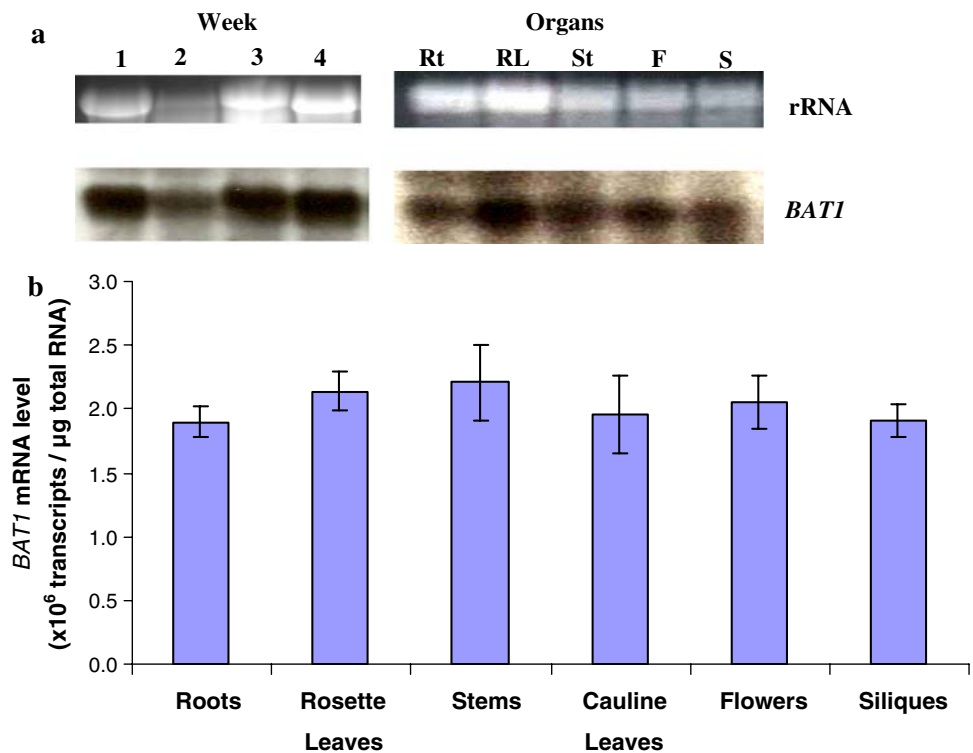 a
Week
Organs
1 2 3 4
Rt RL St F S
rRNA
BAT1
b
BAT1 mRNA level
(x10⁶ transcripts / µg total RNA)
3.0
2.5
2.0
1.5
1.0
0.5
0.0
Roots Rosette Stems Cauline Flowers Siliques
Leaves Leaves